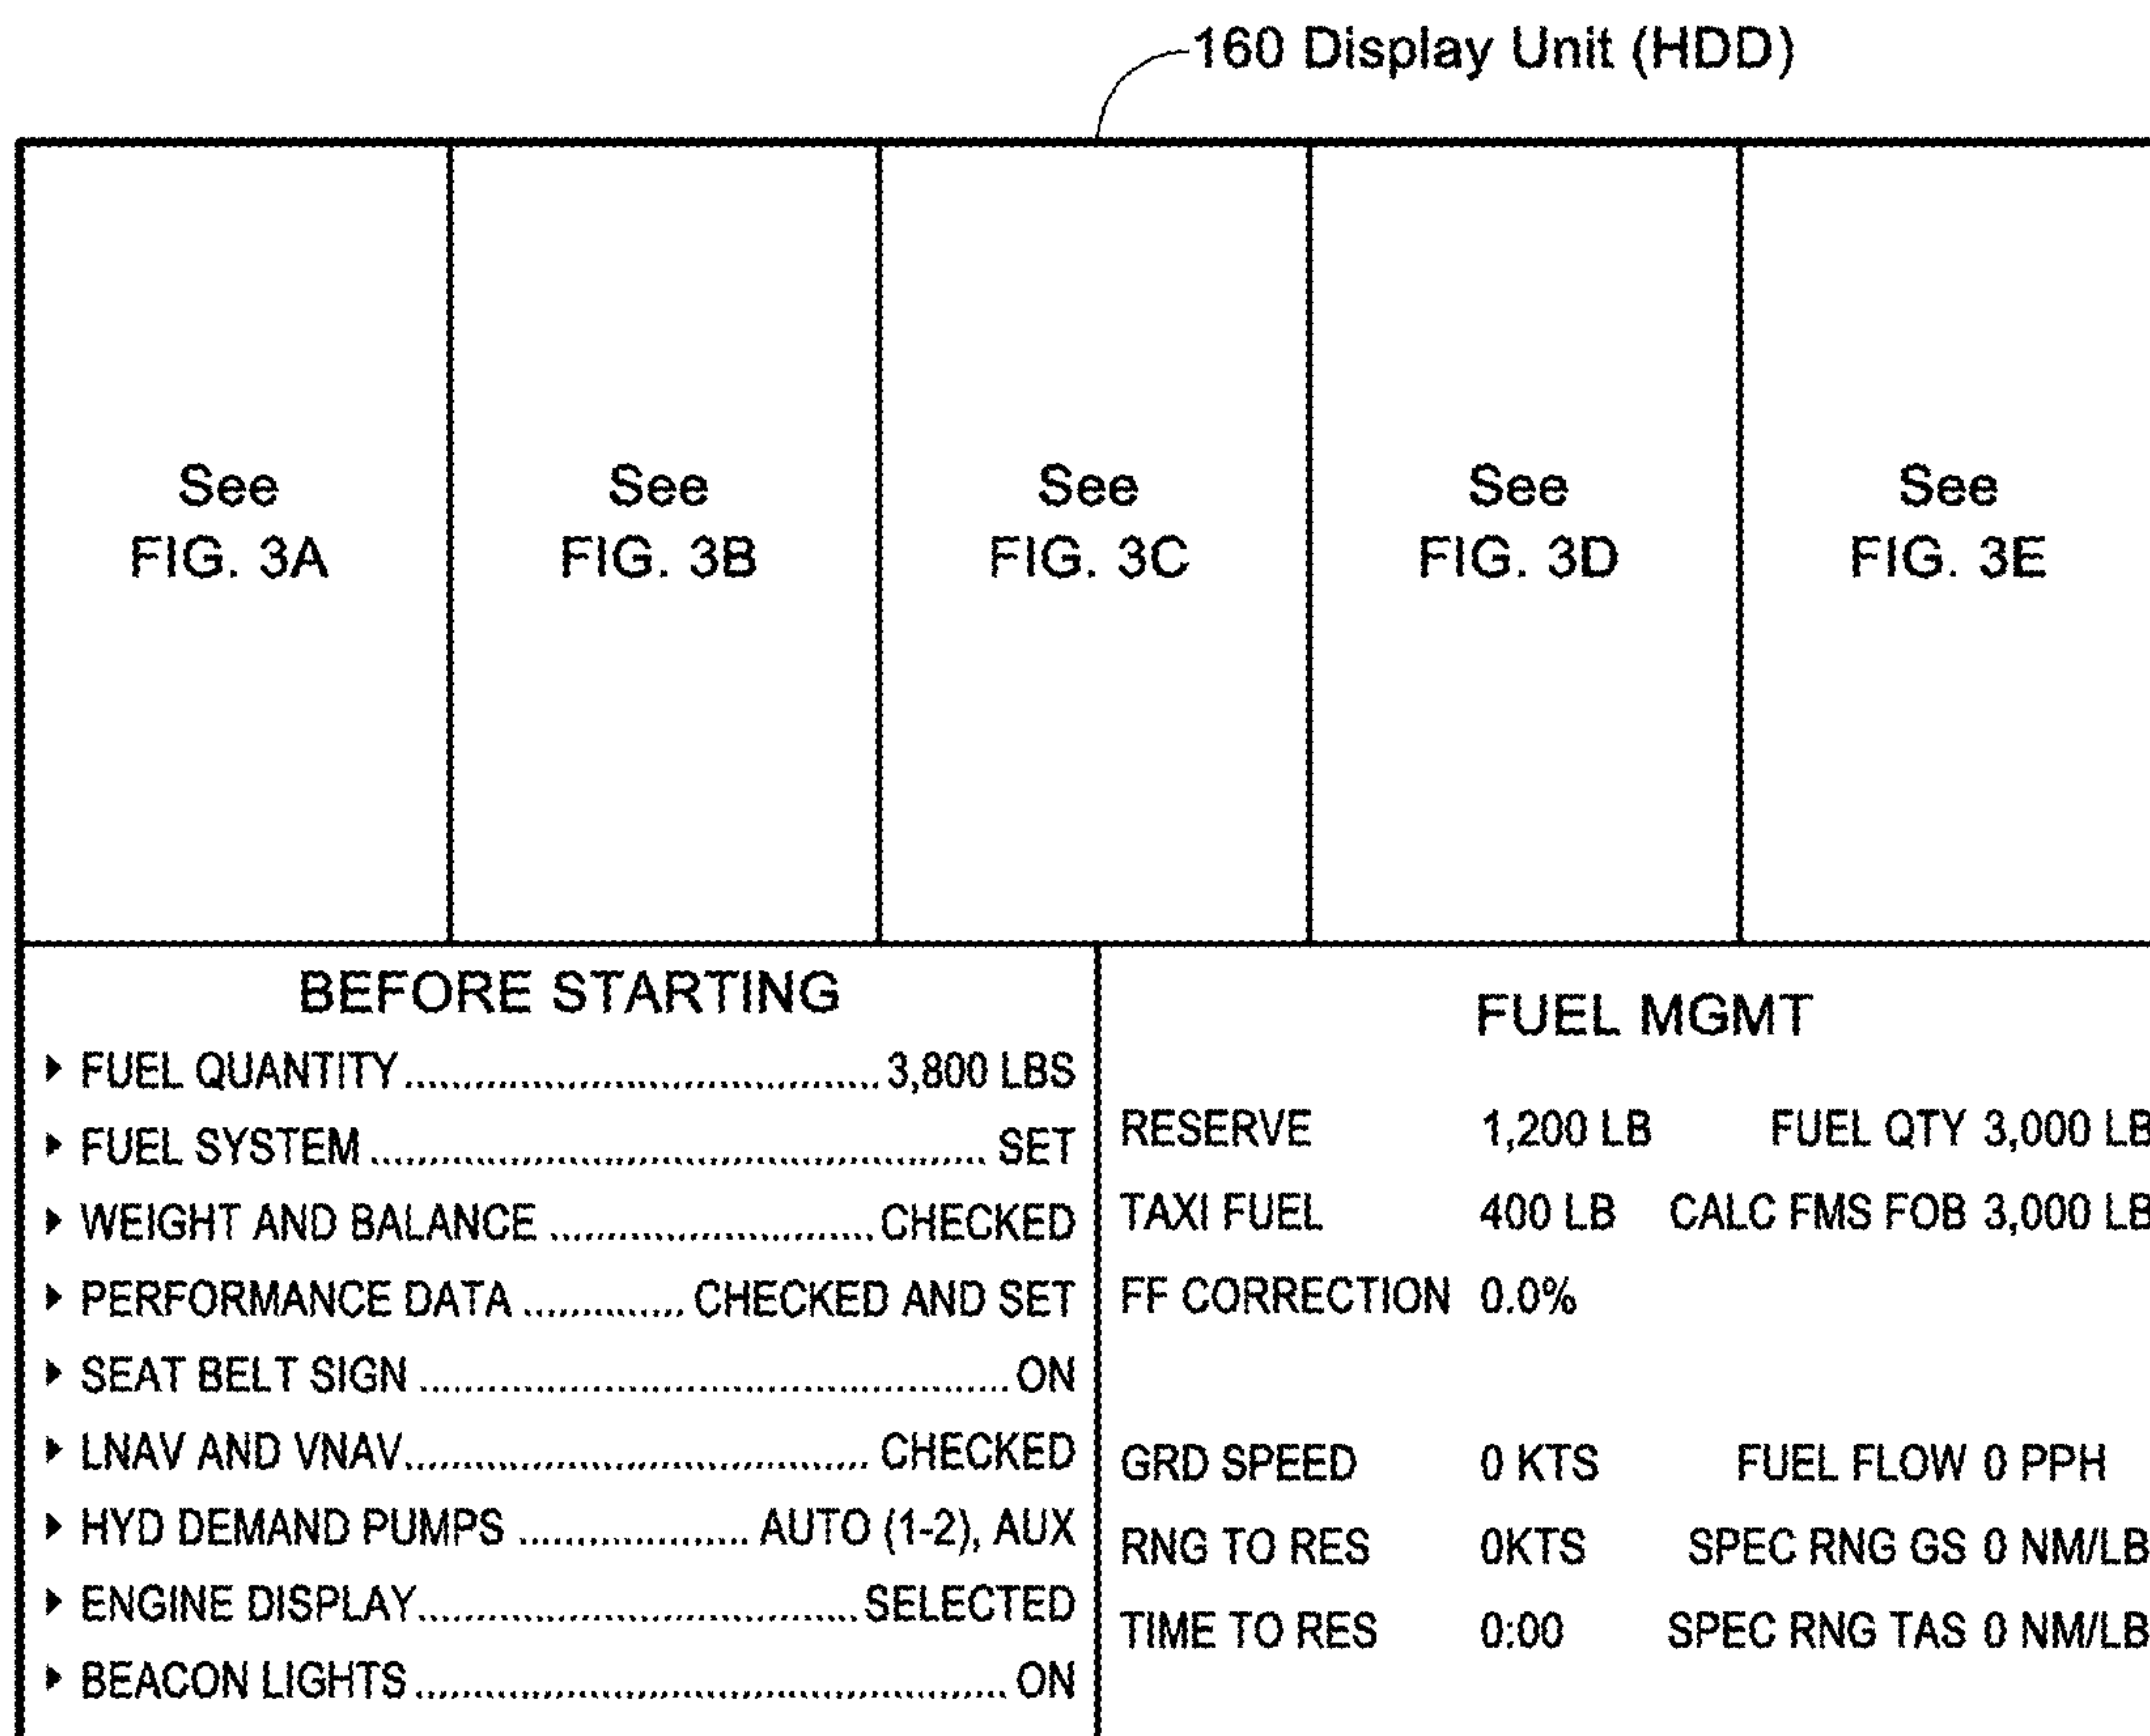 160 Display Unit (HDD)
See
FIG. 3A
See
FIG. 3B
See
FIG. 3C
See
FIG. 3D
See
FIG. 3E
BEFORE STARTING
FUEL QUANTITY........................................3,800 LBS
FUEL SYSTEM....................................................SET
WEIGHT AND BALANCE...........................CHECKED
PERFORMANCE DATA..............CHECKED AND SET
SEAT BELT SIGN..................................................ON
LNAV AND VNAV.......................................CHECKED
HYD DEMAND PUMPS....................AUTO (1-2), AUX
ENGINE DISPLAY.....................................SELECTED
BEACON LIGHTS..................................................ON
FUEL MGMT
RESERVE 1,200 LB FUEL QTY 3,000 LB
TAXI FUEL 400 LB CALC FMS FOB 3,000 LB
FF CORRECTION 0.0%
GRD SPEED 0 KTS FUEL FLOW 0 PPH
RNG TO RES 0KTS SPEC RNG GS 0 NM/LB
TIME TO RES 0:00 SPEC RNG TAS 0 NM/LB